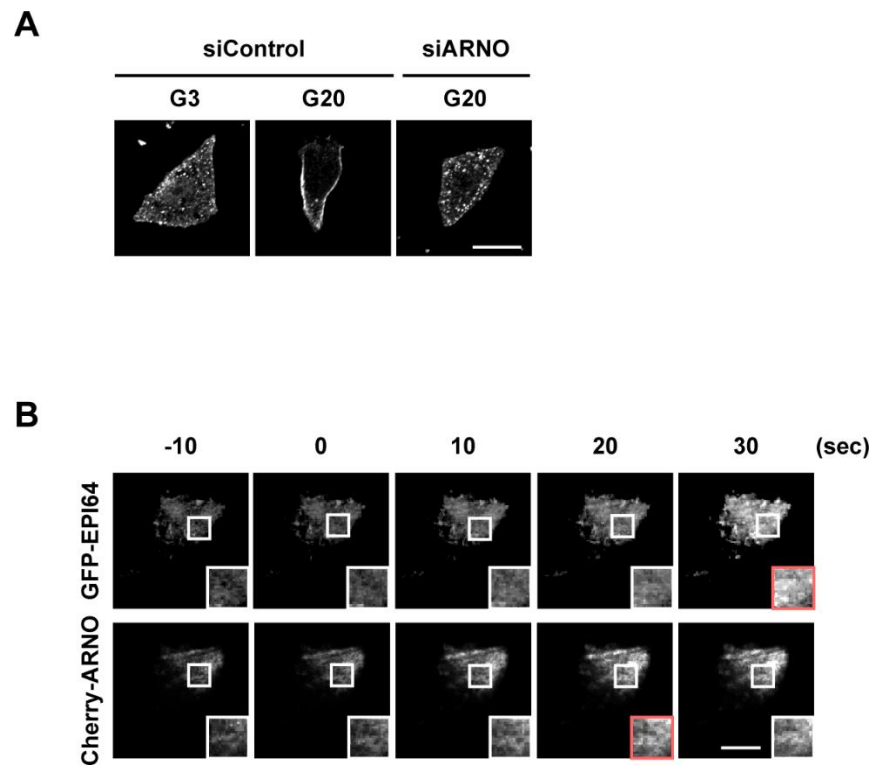 A
siControl siARNO
G3 G20 G20
B
-10 0 10 20 30 (sec)
GFP-EPI64
Cherry-ARNO